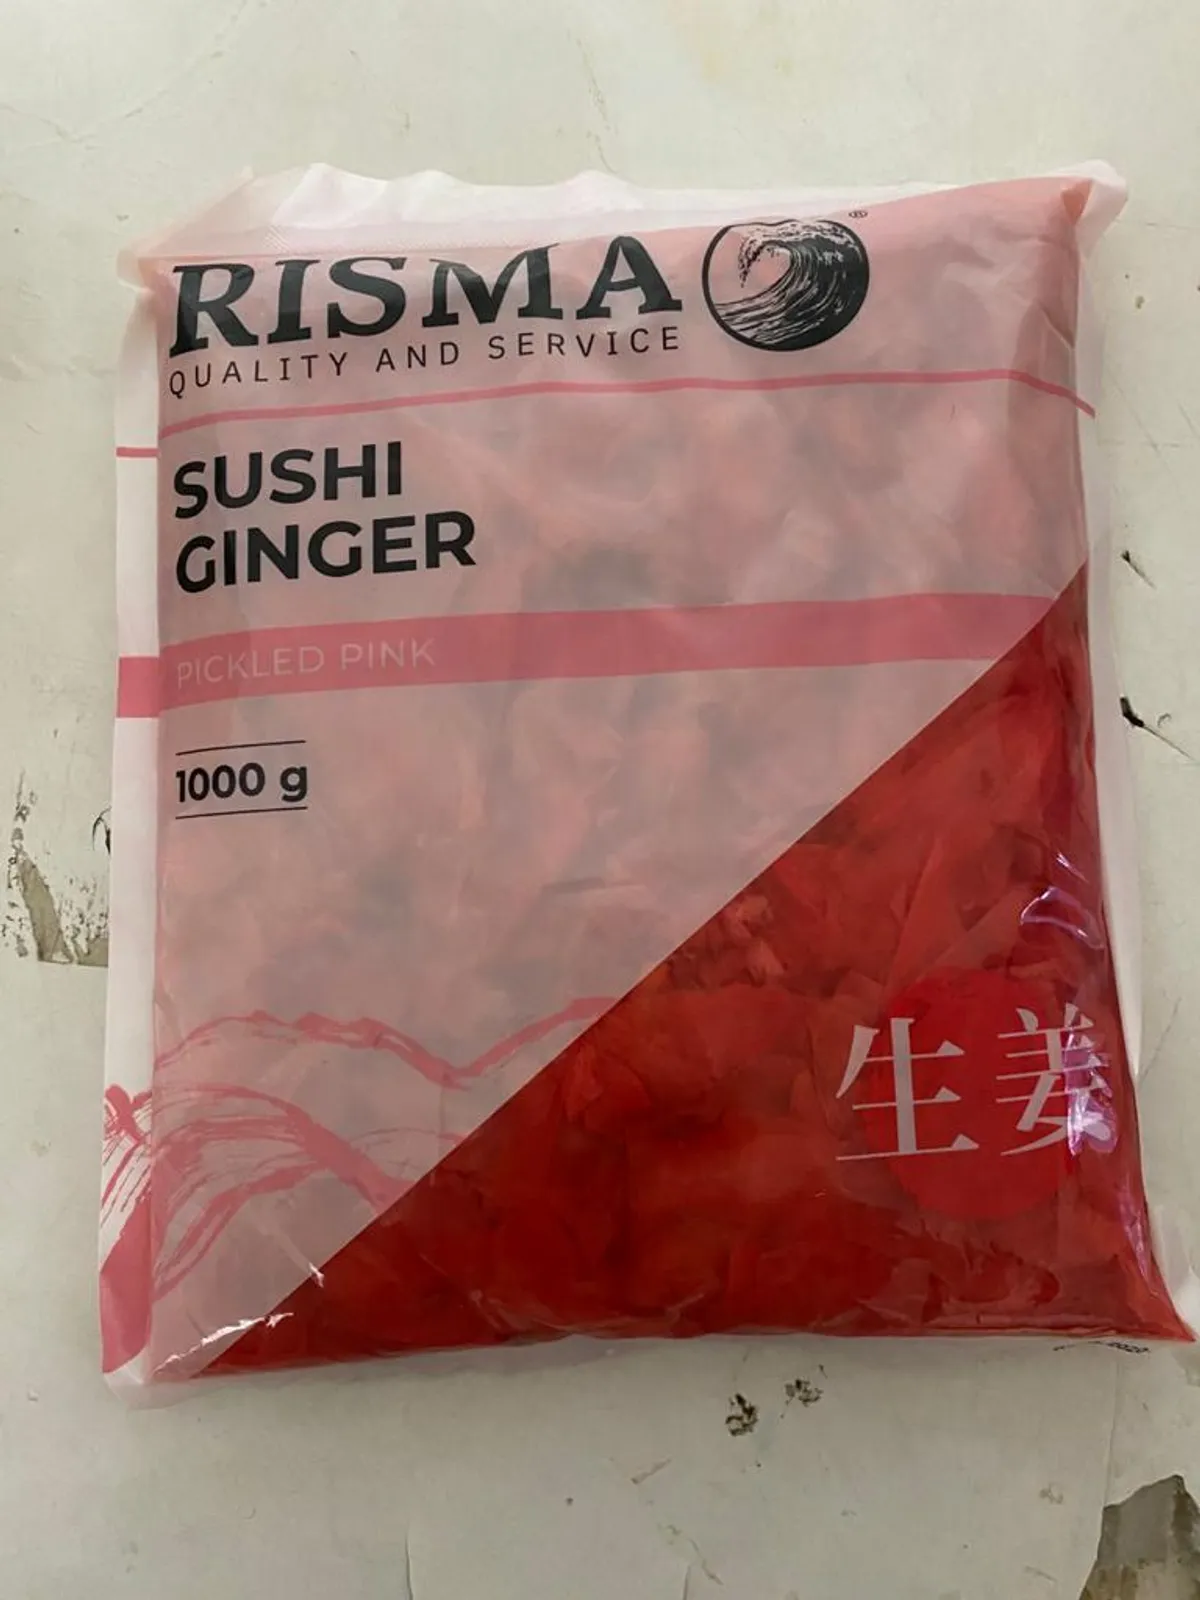 RISMA
®
QUALITY AND SERVICE
SUSHI
GINGER
PICKLED PINK
1000 g
生姜